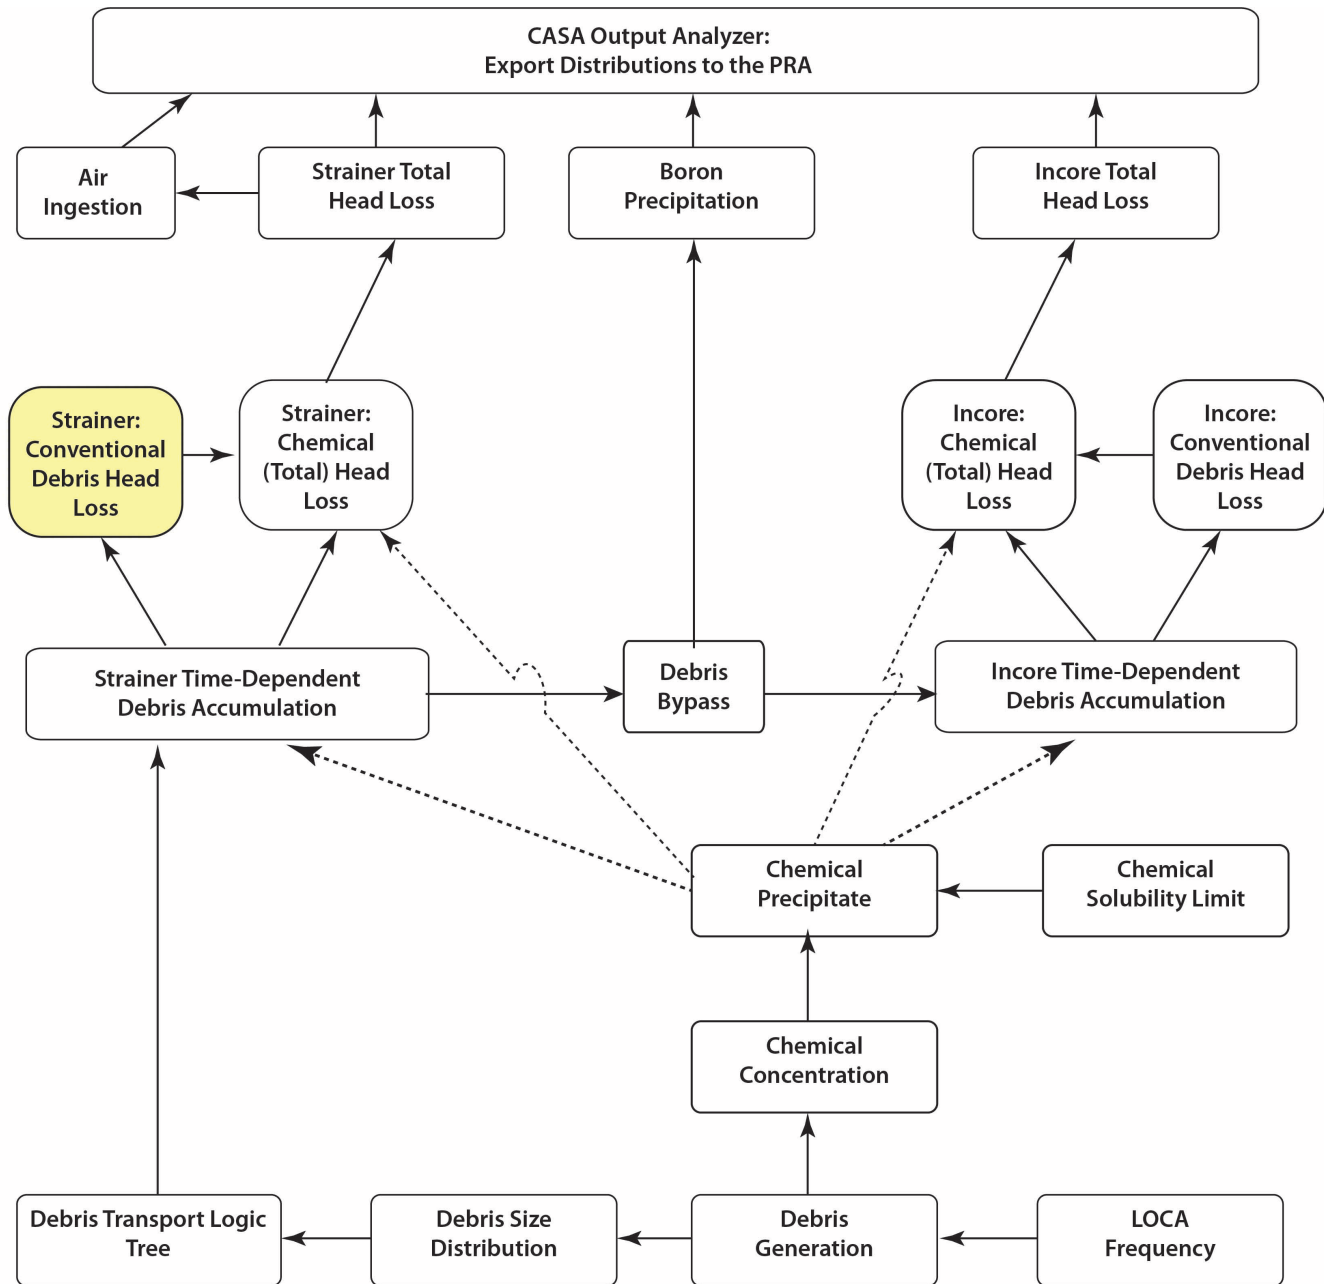 CASA Output Analyzer:
Export Distributions to the PRA
Air
Ingestion
Strainer Total
Head Loss
Boron
Precipitation
Incore Total
Head Loss
Strainer:
Conventional
Debris Head
Loss
Strainer:
Chemical
(Total) Head
Loss
Incore:
Chemical
(Total) Head
Loss
Incore:
Conventional
Debris Head
Loss
Strainer Time-Dependent
Debris Accumulation
Debris
Bypass
Incore Time-Dependent
Debris Accumulation
Chemical
Precipitate
Chemical
Solubility Limit
Chemical
Concentration
Debris Transport Logic
Tree
Debris Size
Distribution
Debris
Generation
LOCA
Frequency